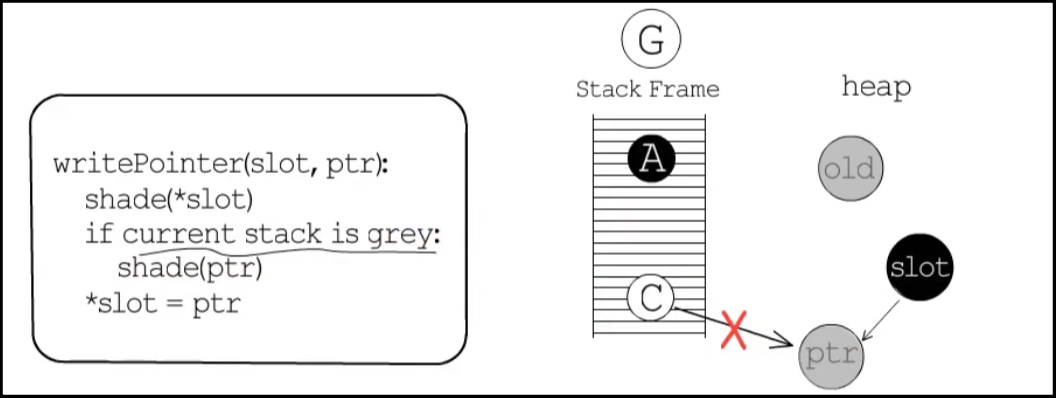 writePointer(slot, ptr):
shade(*slot)
if current stack is grey:
shade(ptr)
*slot = ptr
G
Stack Frame
heap
A
old
slot
C
ptr